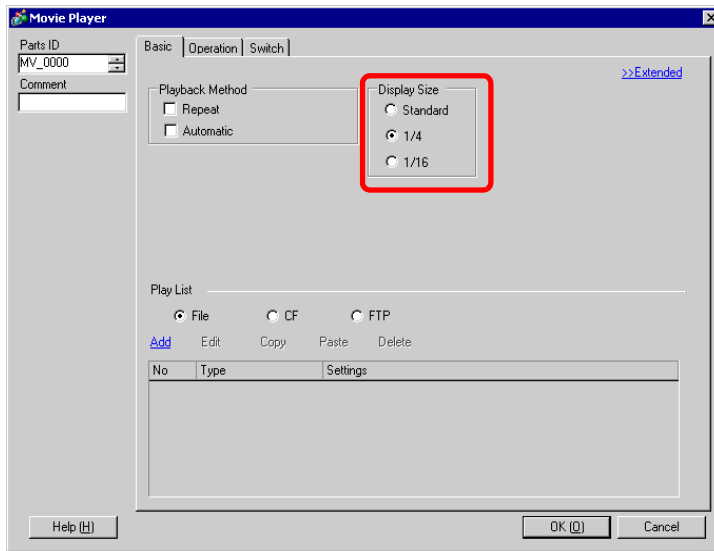 Movie Player
Parts ID
MV_0000
Comment
Basic Operation Switch
>>Extended
Playback Method
Repeat
Automatic
Display Size
Standard
1/4
1/16
Play List
File CF FTP
Add Edit Copy Paste Delete
No Type Settings
Help (H) OK (O) Cancel